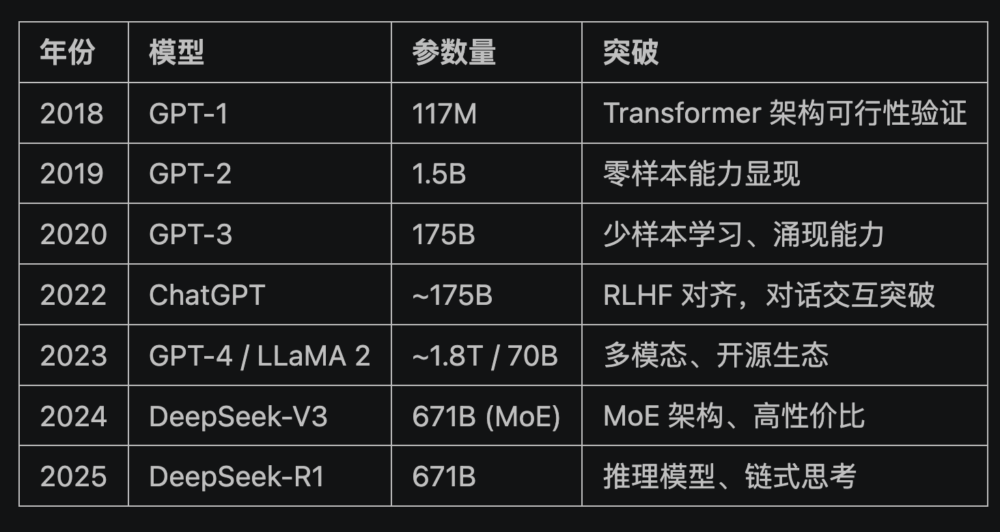 年份 模型 参数量 突破
2018 GPT-1 117M Transformer 架构可行性验证
2019 GPT-2 1.5B 零样本能力显现
2020 GPT-3 175B 少样本学习、涌现能力
2022 ChatGPT ~175B RLHF 对齐，对话交互突破
2023 GPT-4 / LLaMA 2 ~1.8T / 70B 多模态、开源生态
2024 DeepSeek-V3 671B (MoE) MoE 架构、高性价比
2025 DeepSeek-R1 671B 推理模型、链式思考